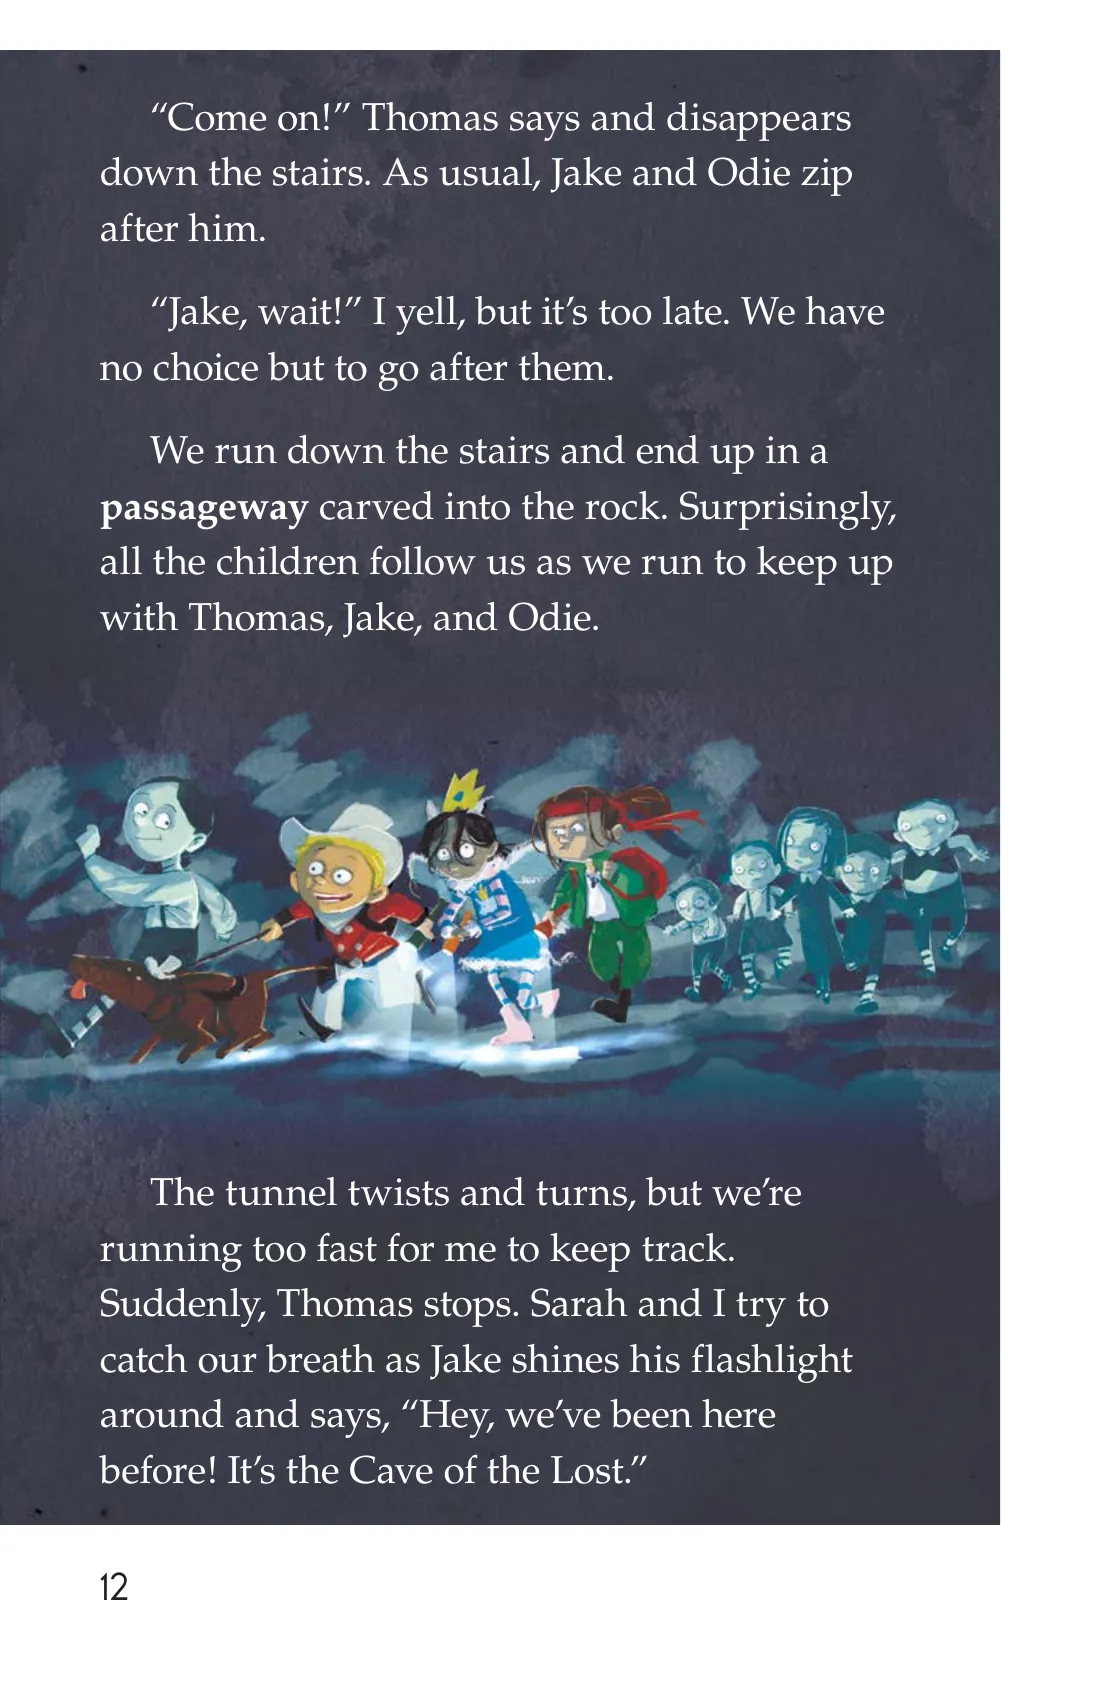 “Come on!” Thomas says and disappears
down the stairs. As usual, Jake and Odie zip
after him.
“Jake, wait!” I yell, but it’s too late. We have
no choice but to go after them.
We run down the stairs and end up in a
passageway carved into the rock. Surprisingly,
all the children follow us as we run to keep up
with Thomas, Jake, and Odie.
The tunnel twists and turns, but we’re
running too fast for me to keep track.
Suddenly, Thomas stops. Sarah and I try to
catch our breath as Jake shines his flashlight
around and says, “Hey, we’ve been here
before! It’s the Cave of the Lost.”
12